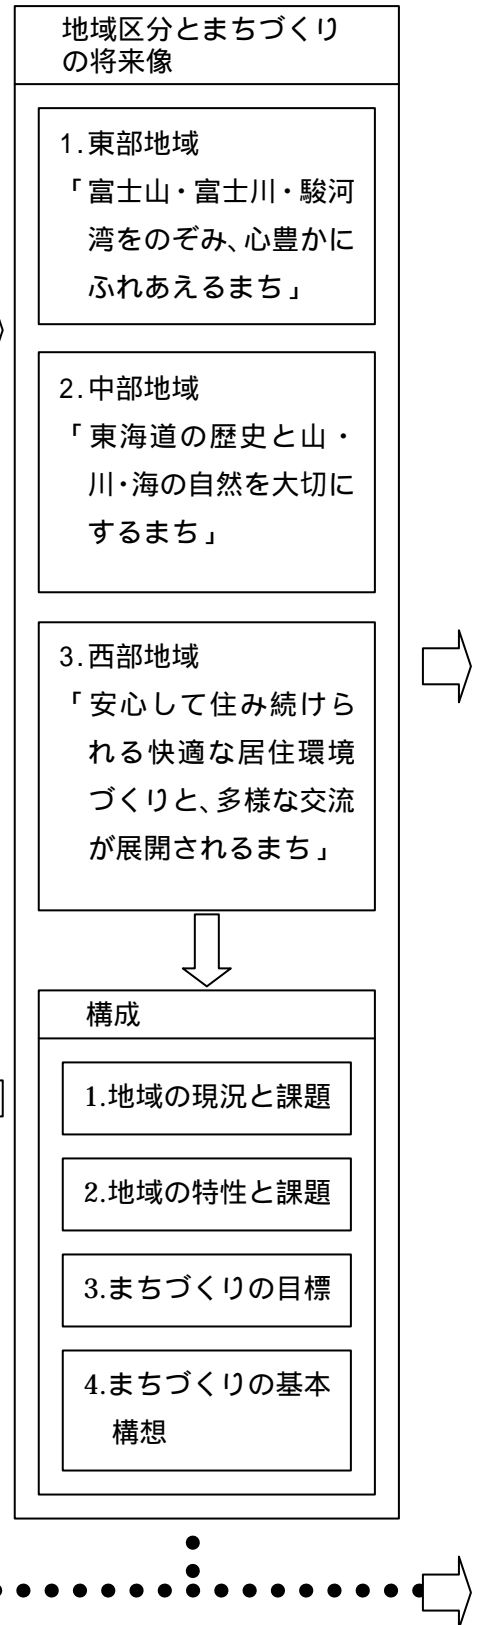 地域区分とまちづくり
の将来像
1.東部地域
「富士山・富士川・駿河
湾をのぞみ、心豊かに
ふれあえるまち」
2.中部地域
「東海道の歴史と山・
川・海の自然を大切に
するまち」
3.西部地域
「安心して住み続けら
れる快適な居住環境
づくりと、多様な交流
が展開されるまち」
構成
1.地域の現況と課題
2.地域の特性と課題
3.まちづくりの目標
4.まちづくりの基本
構想